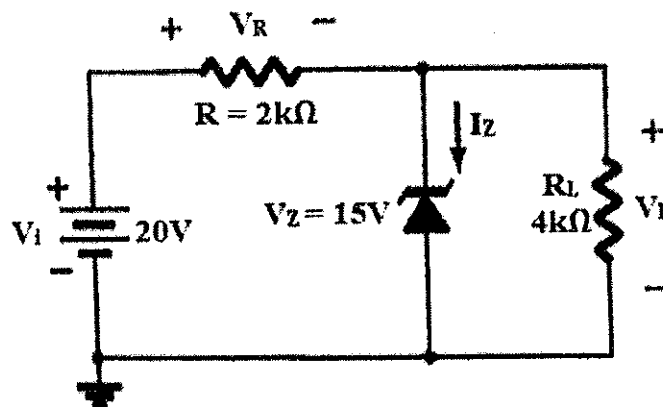 + VR −
R = 2kΩ
IZ
+
+
RL
Vi
20V
VZ = 15V
4kΩ
−
−